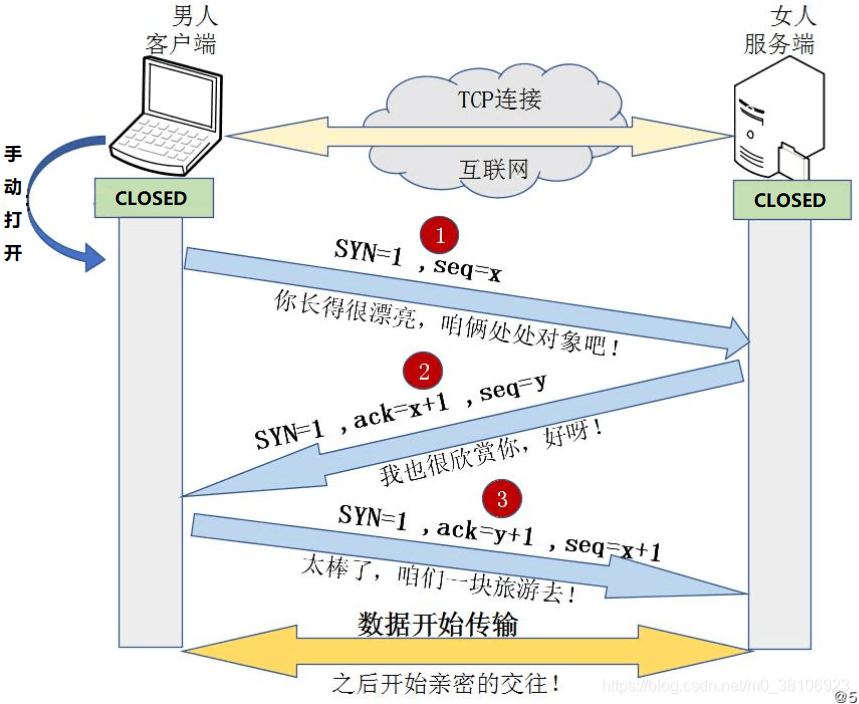 男人
客户端
女人
服务端
TCP连接
互联网
手动打开
CLOSED
CLOSED
1
SYN=1 ,seq=x
你长得很漂亮，咱俩处处对象吧！
2
SYN=1 ,ack=x+1 ,seq=y
我也很欣赏你，好呀！
3
SYN=1 ,ack=y+1 ,seq=x+1
太棒了，咱们一块旅游去！
数据开始传输
之后开始亲密的交往！
https://blog.csdn.net/m0_38106923
@5